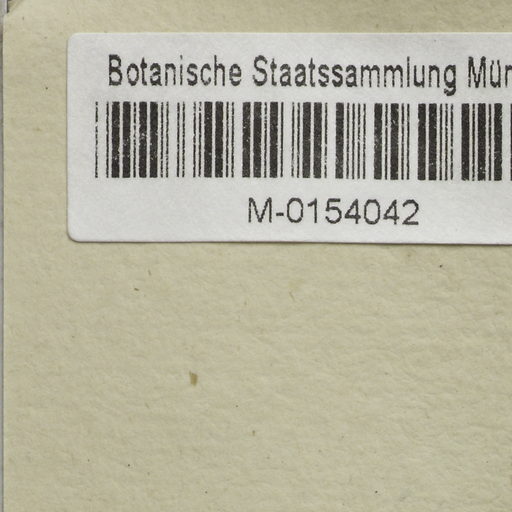 Botanische Staatssammlung Mün
M-0154042